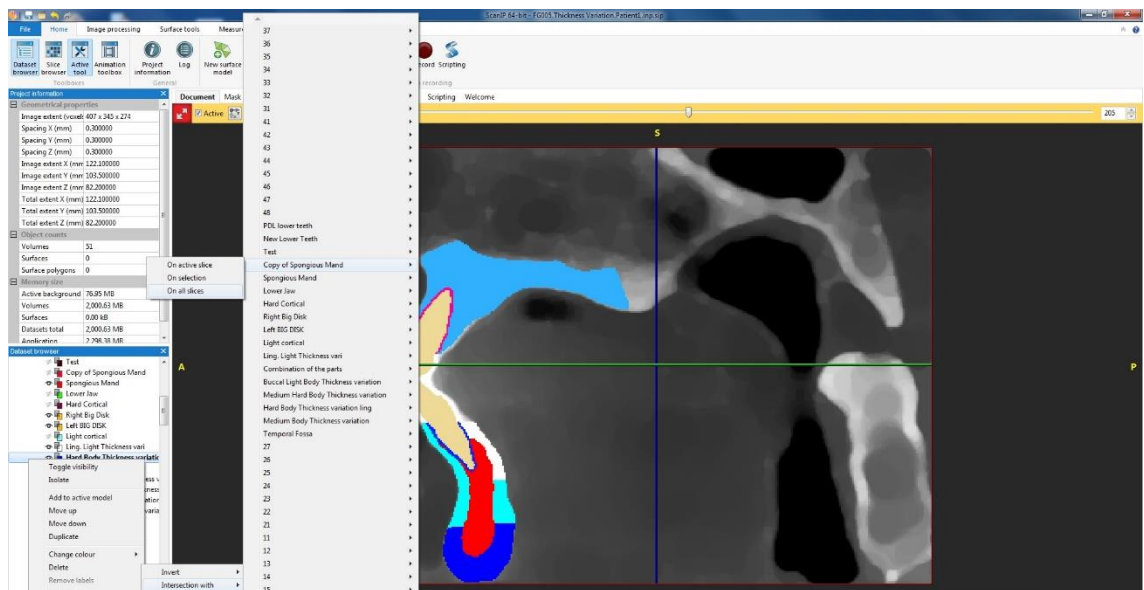 ScanIP 64-bit - FG005.Thickness Variation.Patient1.inp.sip
File Home Image processing Surface tools Measure
Dataset browser
Slice browser
Active tool
Animation toolbox
Project information
Log
New surface model
Scripting
Toolboxes
General
recording
Project information
Document Mask
Scripting Welcome
Active
205
Geometrical properties
Image extent (voxels 407 x 345 x 274
Spacing X (mm) 0.300000
Spacing Y (mm) 0.300000
Spacing Z (mm) 0.300000
Image extent X (mm 122.100000
Image extent Y (mm 103.500000
Image extent Z (mm 82.200000
Total extent X (mm) 122.100000
Total extent Y (mm) 103.500000
Total extent Z (mm) 82.200000
Object counts
Volumes 51
Surfaces 0
Surface polygons 0
Memory size
Active background 76.95 MB
Volumes 2,000.63 MB
Surfaces 0.00 kB
Datasets total 2,000.63 MB
Application 2,298.38 MB
Dataset browser
Test
Copy of Spongious Mand
Spongious Mand
Lower Jaw
Hard Cortical
Right Big Disk
Left BIG DISK
Light cortical
Ling. Light Thickness vari
Hard Body Thickness variatic
Toggle visibility
Isolate
Add to active model
Move up
Move down
Duplicate
Change colour
Delete
Remove labels
Invert
Intersection with
On active slice
On selection
On all slices
37
36
35
34
33
32
31
41
42
43
44
45
46
47
48
PDL lower teeth
New Lower Teeth
Test
Copy of Spongious Mand
Spongious Mand
Lower Jaw
Hard Cortical
Right Big Disk
Left BIG DISK
Light cortical
Ling. Light Thickness vari
Combination of the parts
Buccal Light Body Thickness variation
Medium Hard Body Thickness variation
Hard Body Thickness variation ling
Medium Body Thickness variation
Temporal Fossa
27
26
25
24
23
22
21
11
12
13
14
15
S
A
P